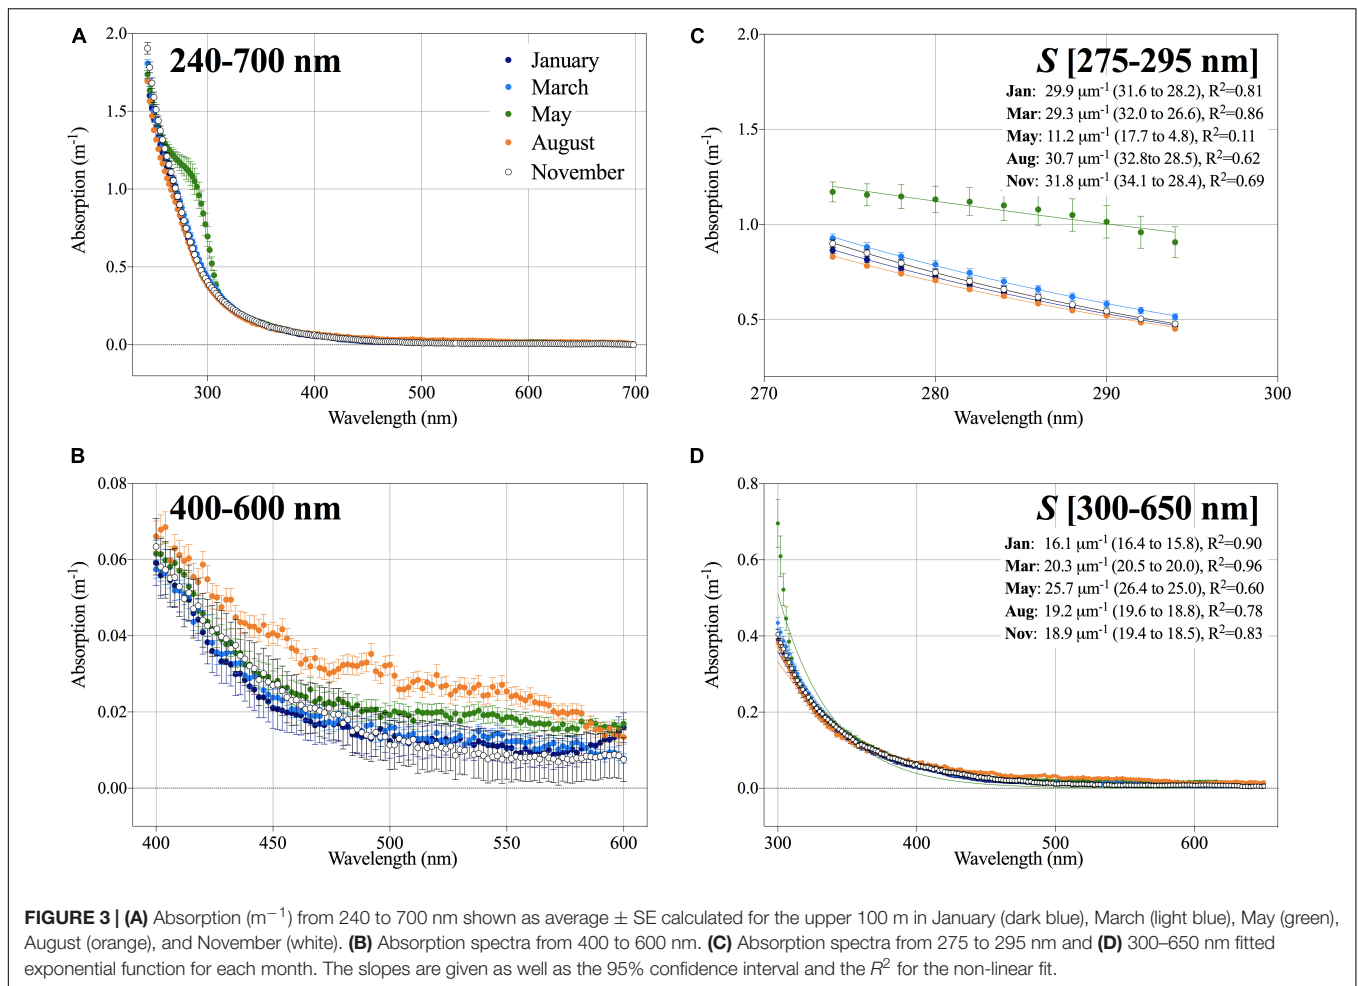 A
240-700 nm
January
March
May
August
November
2.0
1.5
1.0
0.5
0.0
Absorption (m⁻¹)
300
400
500
600
700
Wavelength (nm)
C
S [275-295 nm]
Jan: 29.9 µm⁻¹ (31.6 to 28.2), R²=0.81
Mar: 29.3 µm⁻¹ (32.0 to 26.6), R²=0.86
May: 11.2 µm⁻¹ (17.7 to 4.8), R²=0.11
Aug: 30.7 µm⁻¹ (32.8to 28.5), R²=0.62
Nov: 31.8 µm⁻¹ (34.1 to 28.4), R²=0.69
2.0
1.5
1.0
0.5
Absorption (m⁻¹)
270
280
290
300
Wavelength (nm)
B
400-600 nm
0.08
0.06
0.04
0.02
0.00
Absorption (m⁻¹)
400
450
500
550
600
Wavelength (nm)
D
S [300-650 nm]
Jan: 16.1 µm⁻¹ (16.4 to 15.8), R²=0.90
Mar: 20.3 µm⁻¹ (20.5 to 20.0), R²=0.96
May: 25.7 µm⁻¹ (26.4 to 25.0), R²=0.60
Aug: 19.2 µm⁻¹ (19.6 to 18.8), R²=0.78
Nov: 18.9 µm⁻¹ (19.4 to 18.5), R²=0.83
0.8
0.6
0.4
0.2
0.0
Absorption (m⁻¹)
300
400
500
600
Wavelength (nm)
FIGURE 3 | (A) Absorption (m⁻¹) from 240 to 700 nm shown as average ± SE calculated for the upper 100 m in January (dark blue), March (light blue), May (green),
August (orange), and November (white). (B) Absorption spectra from 400 to 600 nm. (C) Absorption spectra from 275 to 295 nm and (D) 300–650 nm fitted
exponential function for each month. The slopes are given as well as the 95% confidence interval and the R² for the non-linear fit.